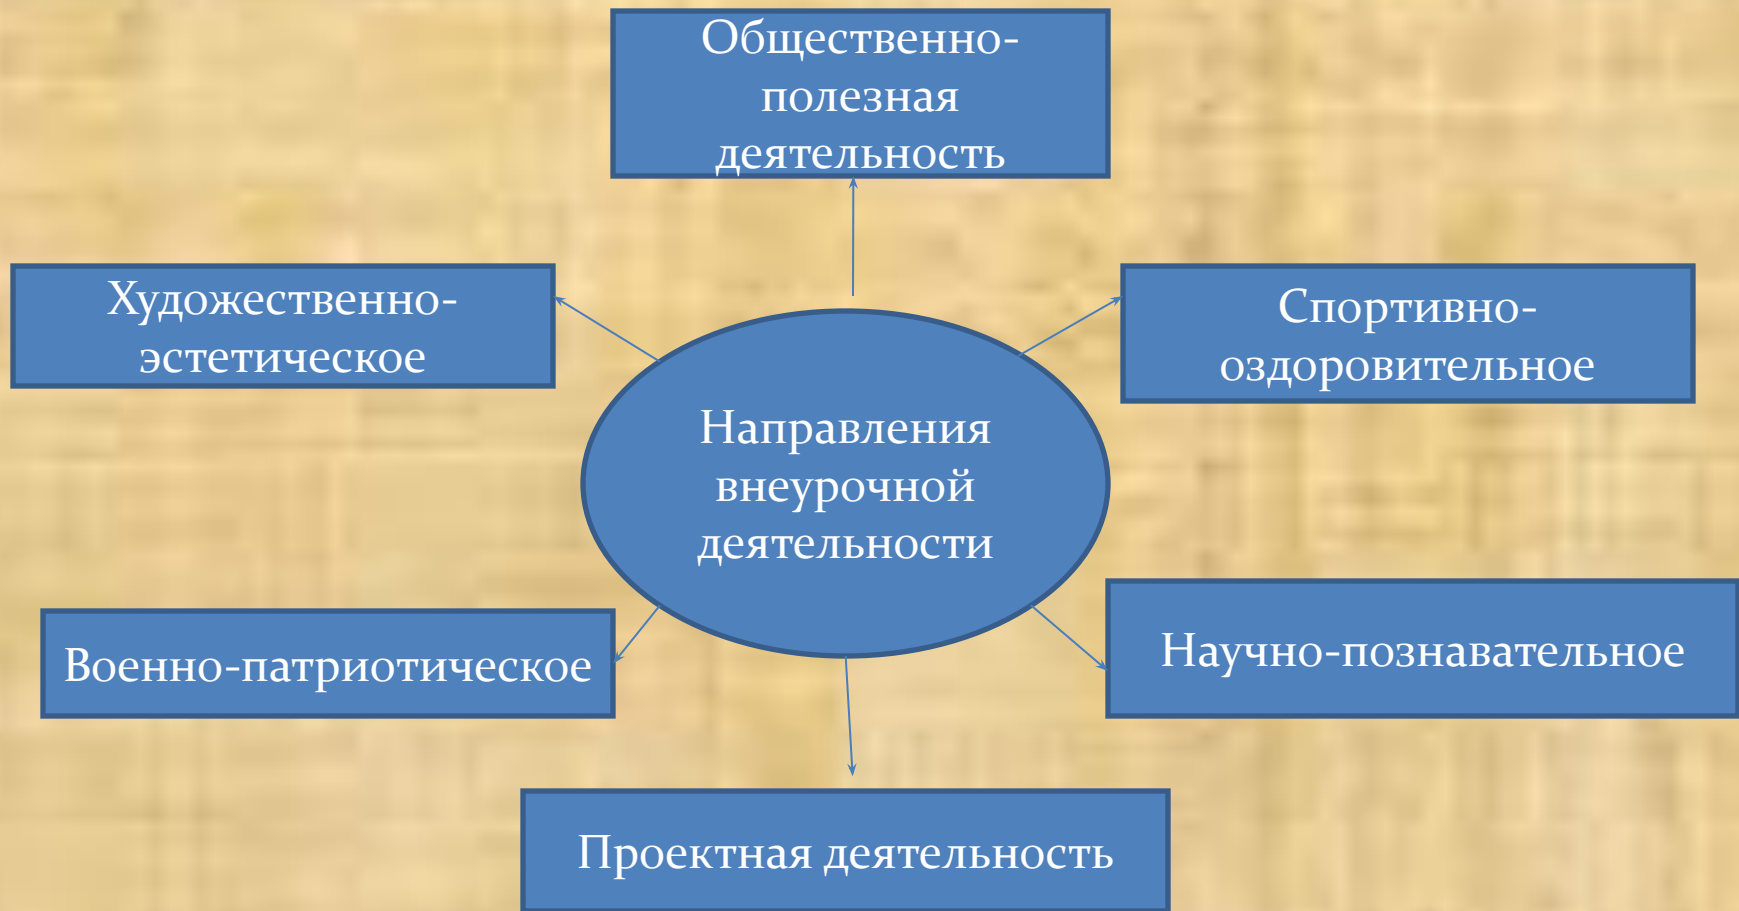 Общественно-
полезная
деятельность
Художественно-
эстетическое
Спортивно-
оздоровительное
Направления
внеурочной
деятельности
Военно-патриотическое
Научно-познавательное
Проектная деятельность